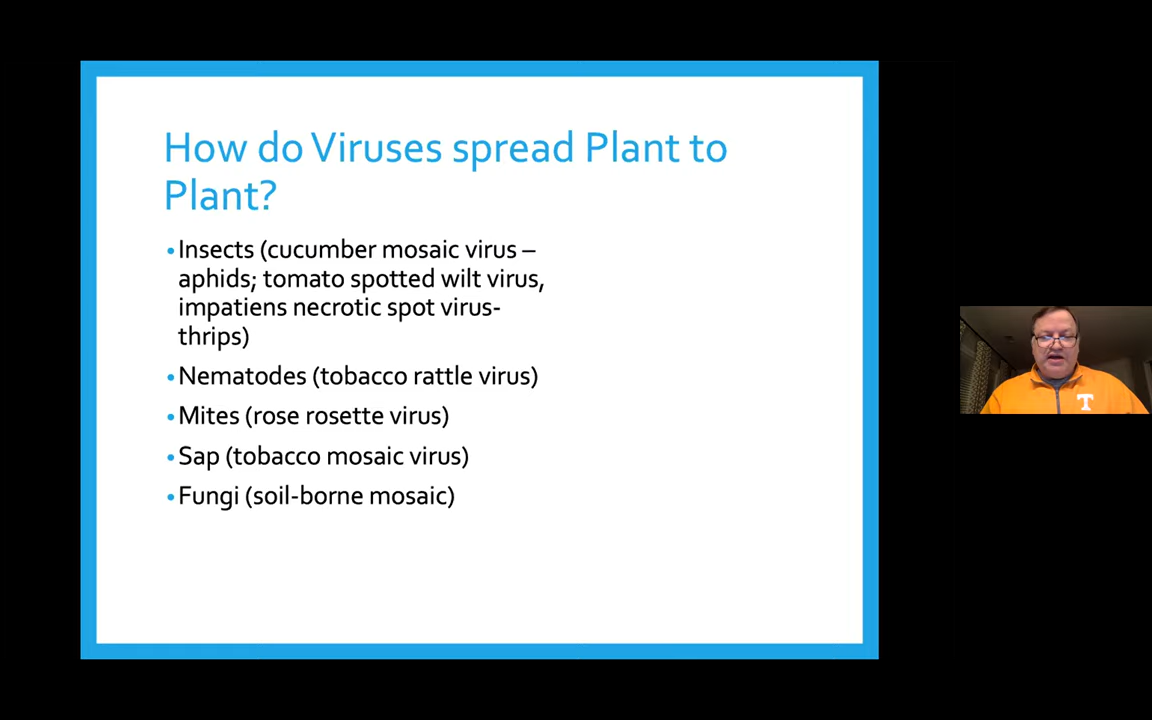 How do Viruses spread Plant to
Plant?
•Insects (cucumber mosaic virus –
aphids; tomato spotted wilt virus,
impatiens necrotic spot virus-
thrips)
•Nematodes (tobacco rattle virus)
•Mites (rose rosette virus)
•Sap (tobacco mosaic virus)
•Fungi (soil-borne mosaic)
T